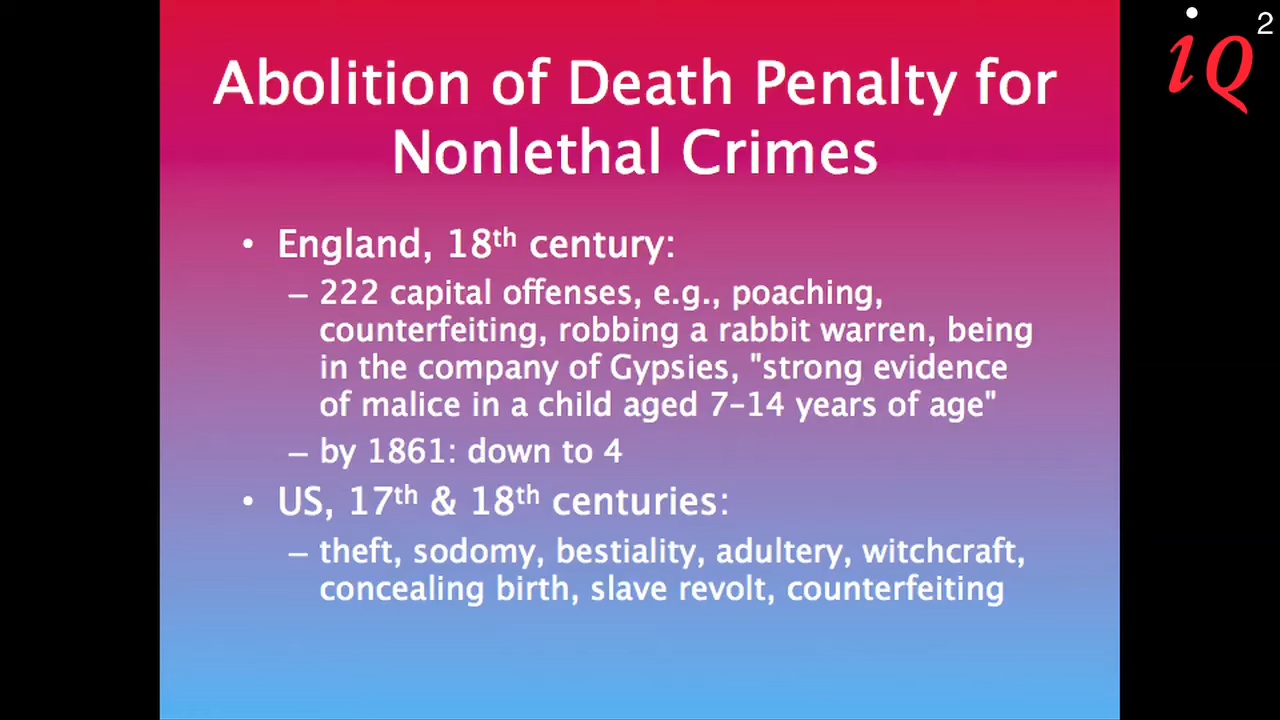 iQ2
Abolition of Death Penalty for
Nonlethal Crimes
• England, 18th century:
– 222 capital offenses, e.g., poaching,
counterfeiting, robbing a rabbit warren, being
in the company of Gypsies, "strong evidence
of malice in a child aged 7–14 years of age"
– by 1861: down to 4
• US, 17th & 18th centuries:
– theft, sodomy, bestiality, adultery, witchcraft,
concealing birth, slave revolt, counterfeiting